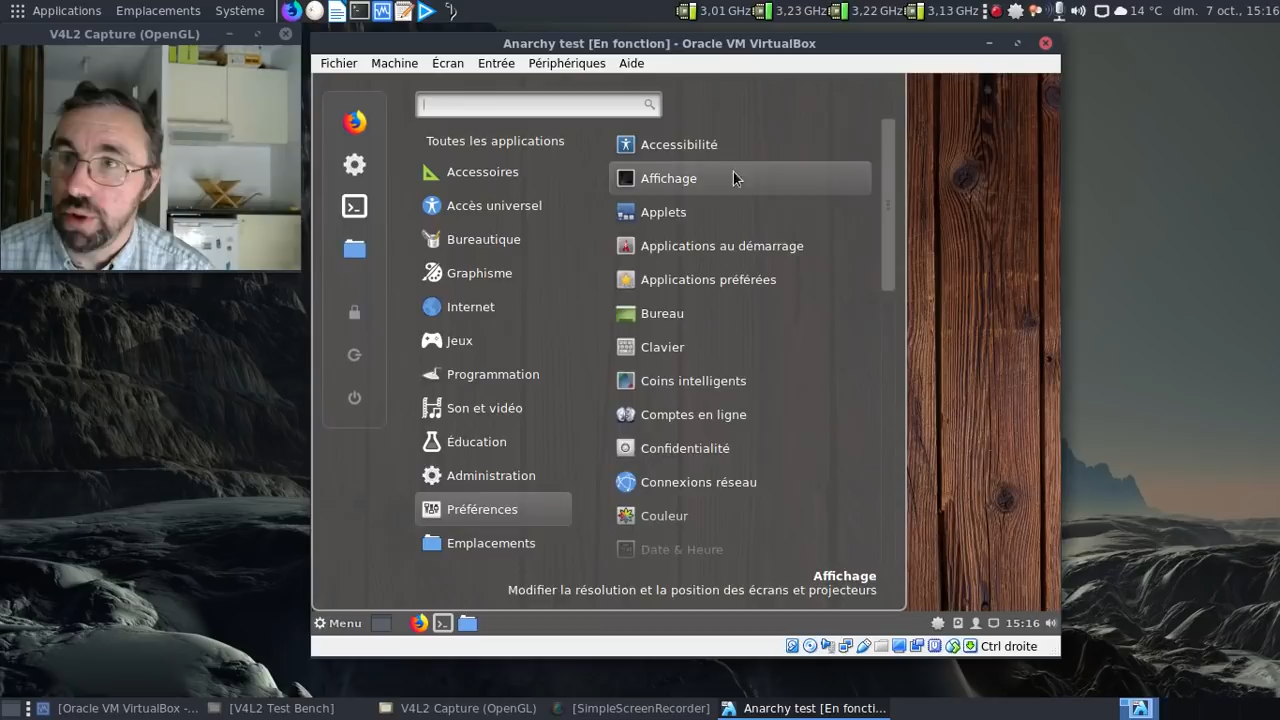 Applications Emplacements Système
3,01 GHz 3,23 GHz 3,22 GHz 3,13 GHz 14 °C dim. 7 oct., 15:16
V4L2 Capture (OpenGL)
Anarchy test [En fonction] - Oracle VM VirtualBox
Fichier Machine Écran Entrée Périphériques Aide
Toutes les applications
Accessoires
Accès universel
Bureautique
Graphisme
Internet
Jeux
Programmation
Son et vidéo
Éducation
Administration
Préférences
Emplacements
Accessibilité
Affichage
Applets
Applications au démarrage
Applications préférées
Bureau
Clavier
Coins intelligents
Comptes en ligne
Confidentialité
Connexions réseau
Couleur
Date & Heure
Affichage
Modifier la résolution et la position des écrans et projecteurs
Menu
15:16
Ctrl droite
[Oracle VM VirtualBox -... [V4L2 Test Bench] V4L2 Capture (OpenGL) [SimpleScreenRecorder] Anarchy test [En foncti...